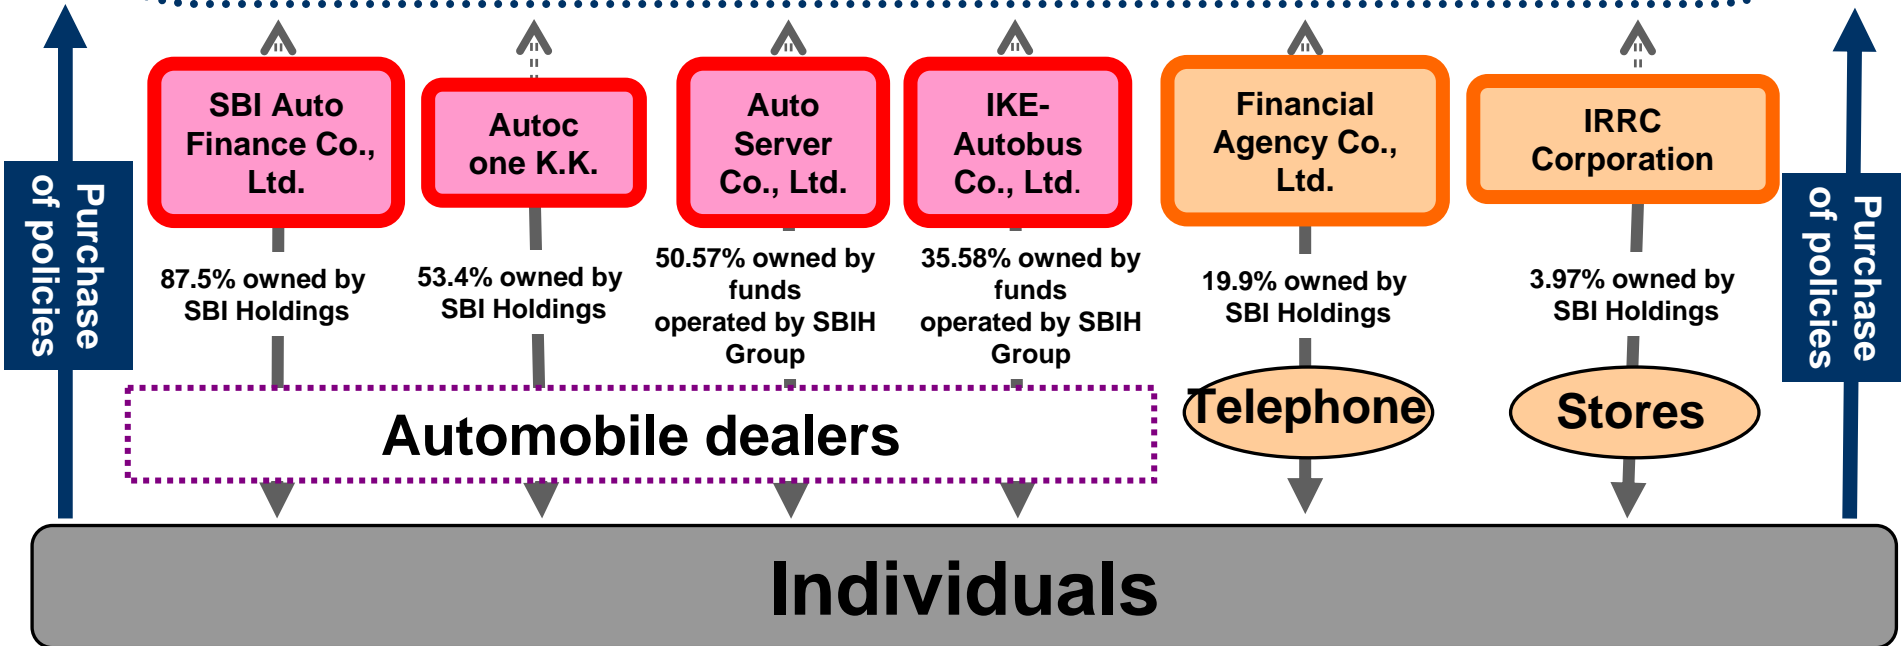 Purchase
of policies
SBI Auto
Finance Co.,
Ltd.
Autoc
one K.K.
Auto
Server
Co., Ltd.
IKE-
Autobus
Co., Ltd.
Financial
Agency Co.,
Ltd.
IRRC
Corporation
Purchase
of policies
87.5% owned by
SBI Holdings
53.4% owned by
SBI Holdings
50.57% owned by
funds
operated by SBIH
Group
35.58% owned by
funds
operated by SBIH
Group
19.9% owned by
SBI Holdings
3.97% owned by
SBI Holdings
Automobile dealers
Telephone
Stores
Individuals